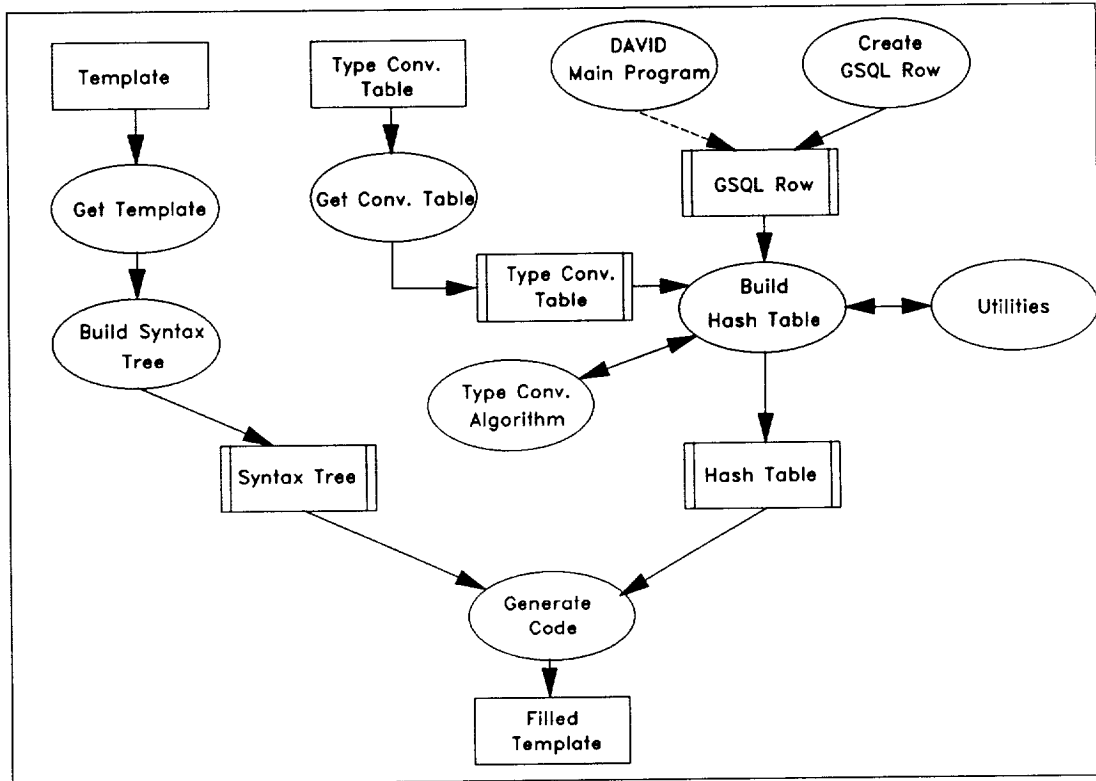 Template
Type Conv.
Table
DAVID
Main Program
Create
GSQL Row
Get Template
Get Conv. Table
GSQL Row
Build Syntax
Tree
Type Conv.
Table
Build
Hash Table
Utilities
Type Conv.
Algorithm
Syntax Tree
Hash Table
Generate
Code
Filled
Template